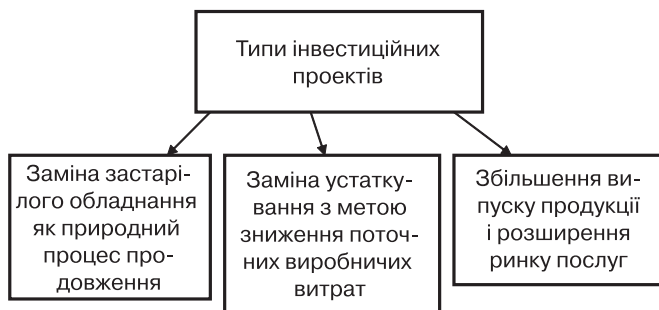 Типи інвестиційних
проектів
Заміна застарі-
лого обладнання
як природний
процес про-
довження
Заміна устатку-
вання з метою
зниження поточ-
них виробничих
витрат
Збільшення ви-
пуску продукції
і розширення
ринку послуг